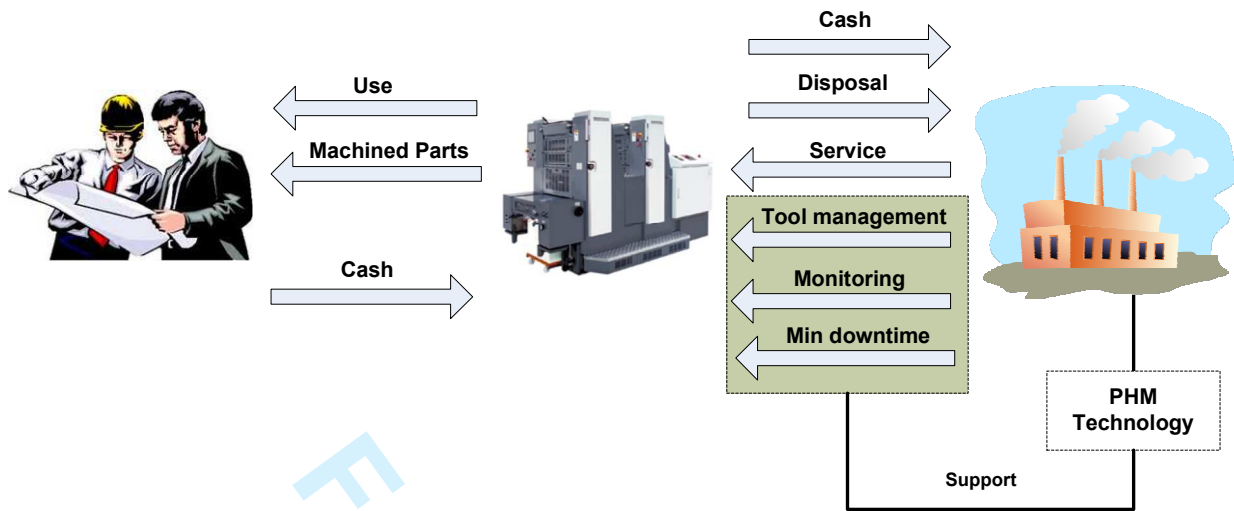 Cash
Use
Disposal
Machined Parts
Service
Tool management
Cash
Monitoring
Min downtime
PHM
Technology
Support
F